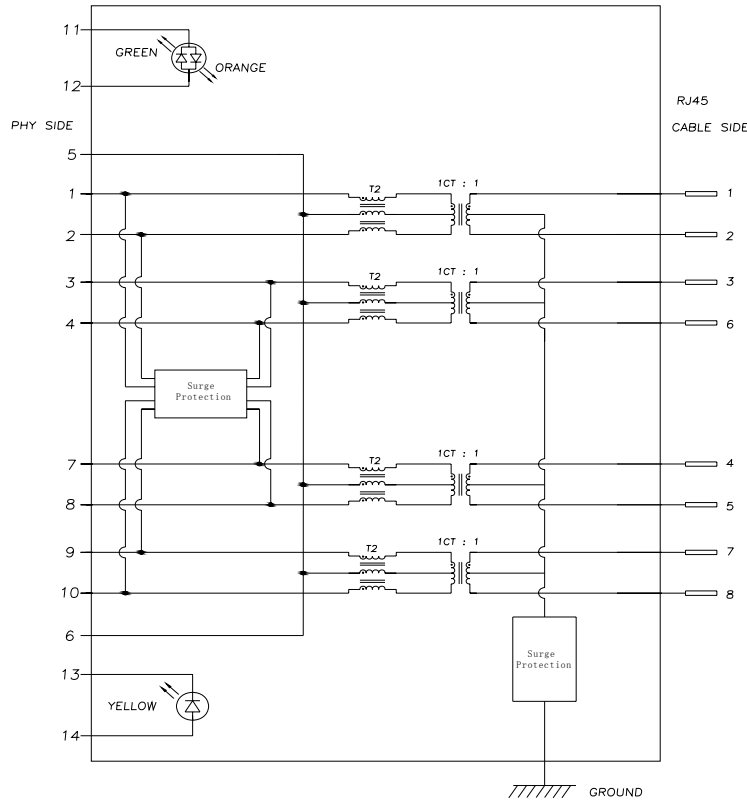 11
GREEN
ORANGE
12
RJ45
PHY SIDE
CABLE SIDE
5
1
T2
1CT : 1
1
2
2
3
T2
1CT : 1
3
4
6
Surge
Protection
7
T2
1CT : 1
4
8
5
9
T2
1CT : 1
7
10
8
6
Surge
Protection
13
YELLOW
14
GROUND